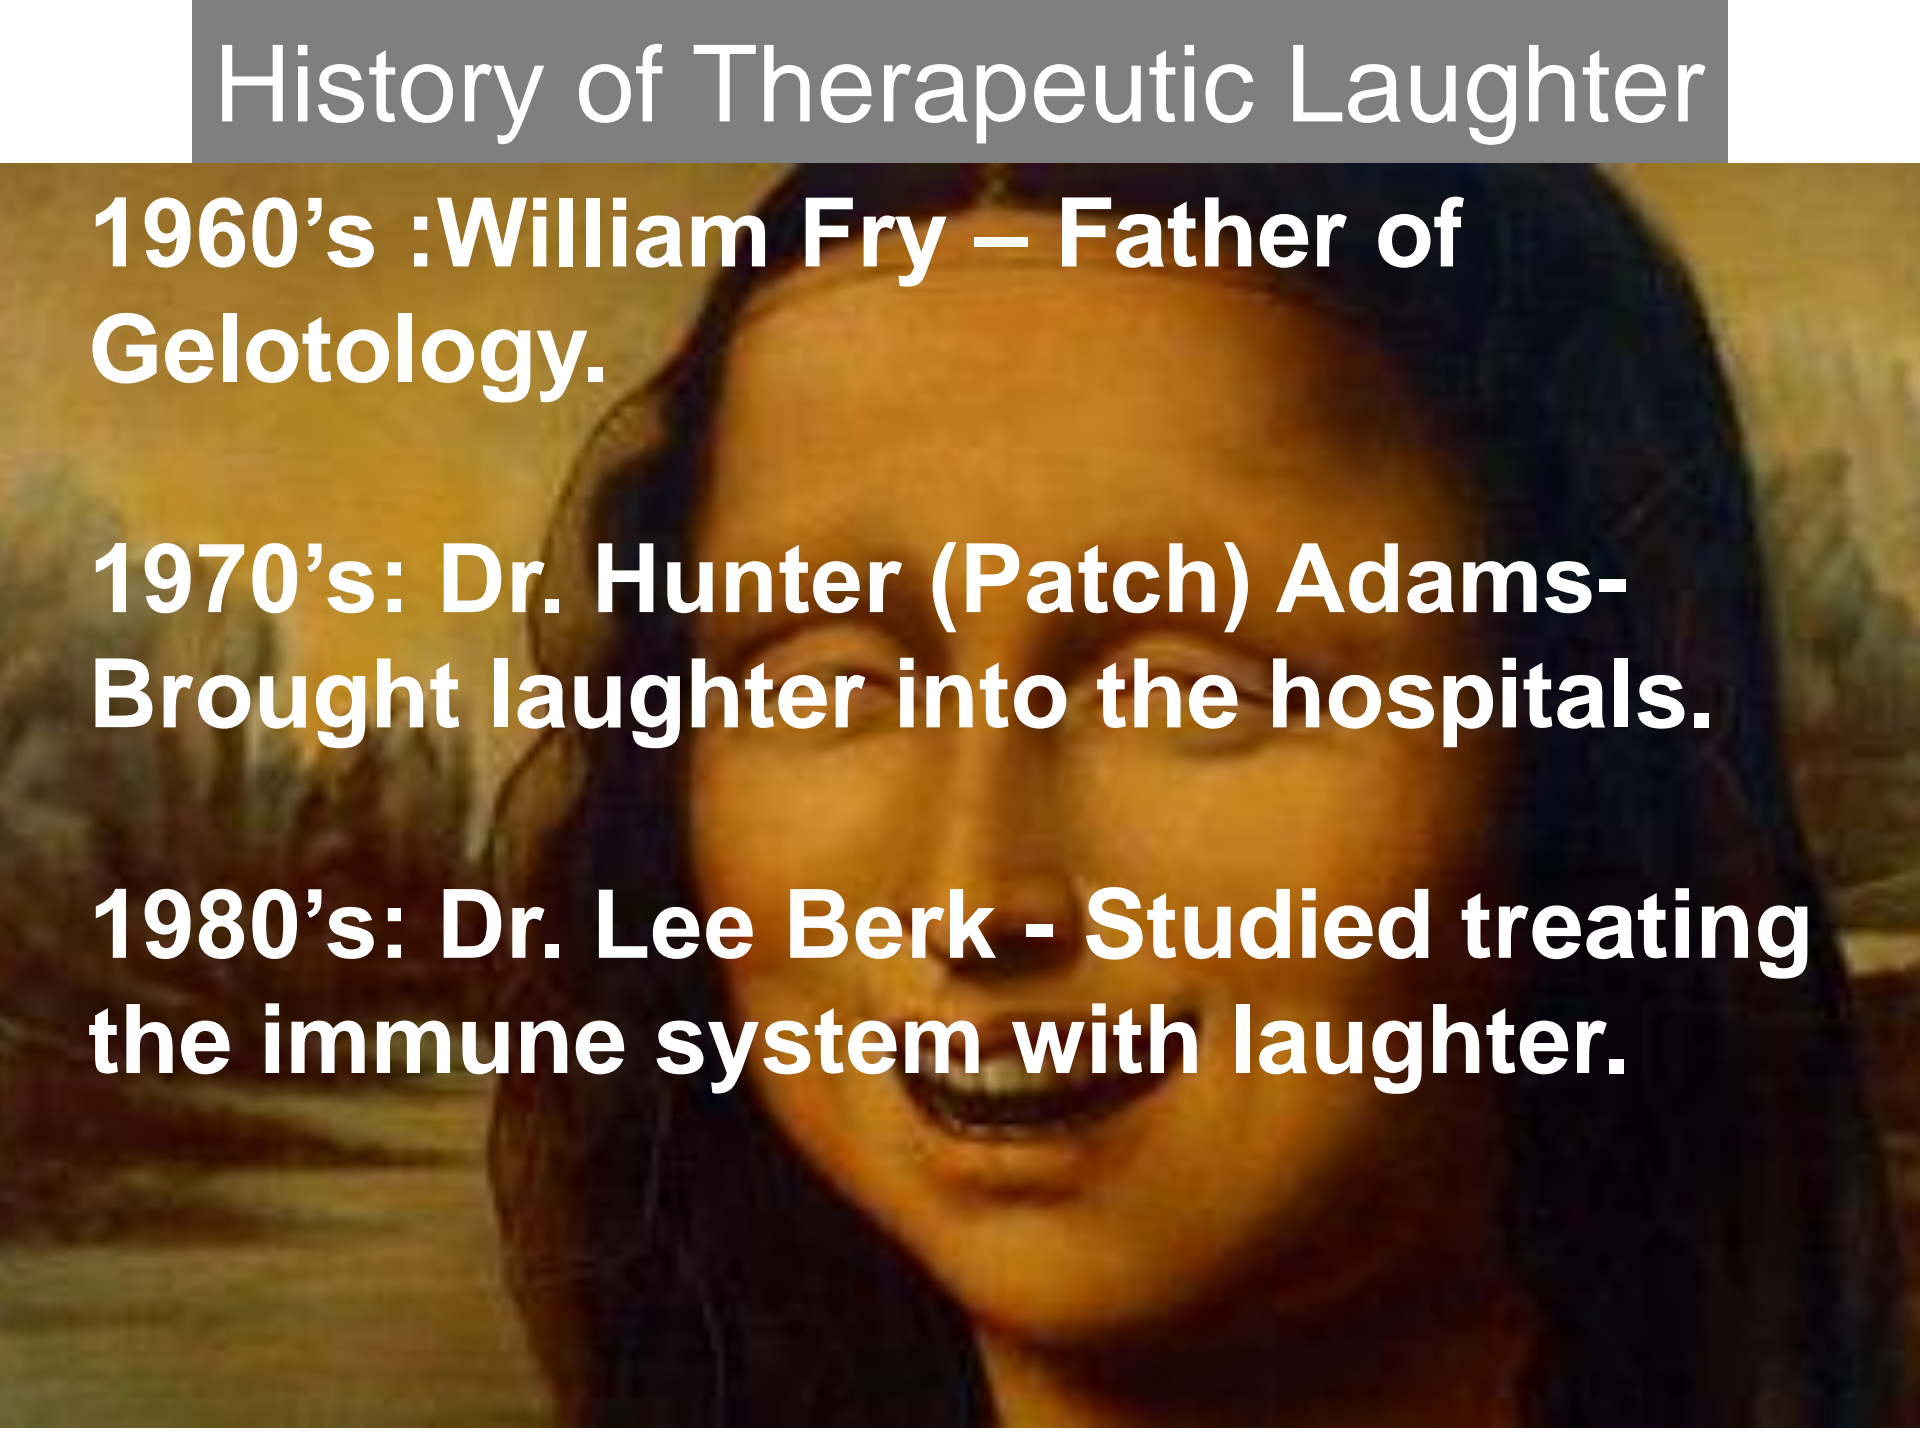 History of Therapeutic Laughter
1960’s :William Fry – Father of
Gelotology.
1970’s: Dr. Hunter (Patch) Adams-
Brought laughter into the hospitals.
1980’s: Dr. Lee Berk - Studied treating
the immune system with laughter.